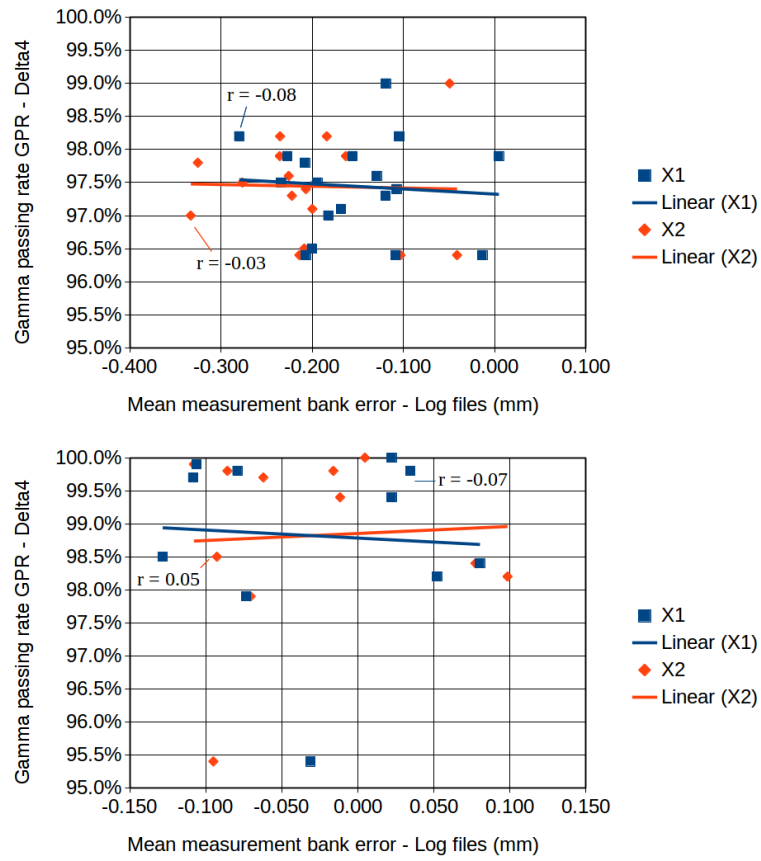 Gamma passing rate GPR - Delta4
100.0%
99.5%
99.0%
98.5%
98.0%
97.5%
97.0%
96.5%
96.0%
95.5%
95.0%
r = -0.08
r = -0.03
-0.400 -0.300 -0.200 -0.100 0.000 0.100
Mean measurement bank error - Log files (mm)
X1
Linear (X1)
X2
Linear (X2)
Gamma passing rate GPR - Delta4
100.0%
99.5%
99.0%
98.5%
98.0%
97.5%
97.0%
96.5%
96.0%
95.5%
95.0%
r = -0.07
r = 0.05
-0.150 -0.100 -0.050 0.000 0.050 0.100 0.150
Mean measurement bank error - Log files (mm)
X1
Linear (X1)
X2
Linear (X2)